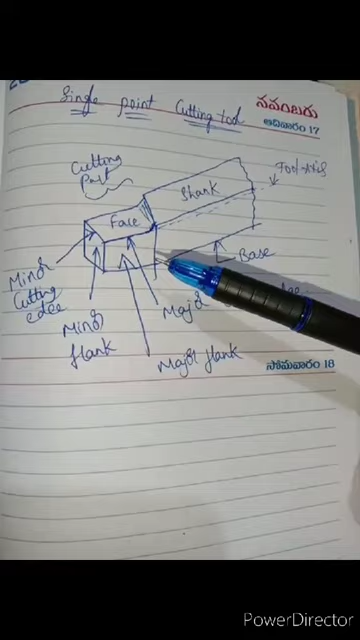 Single point Cutting tool
నవంబరు
ఆదివారం 17
Cutting
Part
Shank
Tool axis
Face
Base
Minor
Cutting
edge
Minor
flank
Major
Major flank
సోమవారం 18
PowerDirector